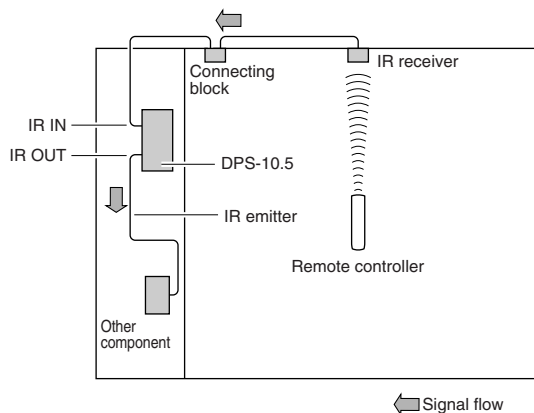 Connecting
block
IR receiver
IR IN
IR OUT
DPS-10.5
IR emitter
Remote controller
Other
component
Signal flow